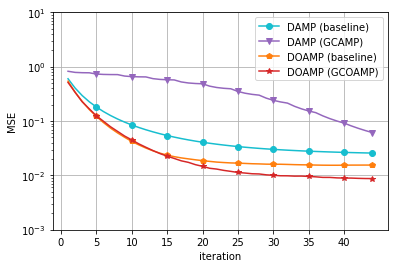 DAMP (baseline)
DAMP (GCAMP)
DOAMP (baseline)
DOAMP (GCOAMP)
10¹
10⁰
10⁻¹
10⁻²
10⁻³
MSE
0 5 10 15 20 25 30 35 40
iteration